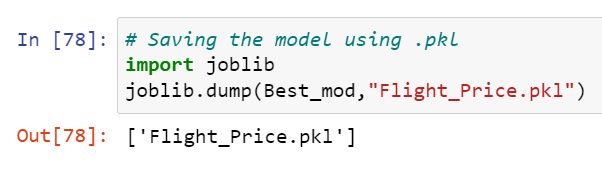 In [78]: # Saving the model using .pkl
import joblib
joblib.dump(Best_mod,"Flight_Price.pkl")
Out[78]: ['Flight_Price.pkl']